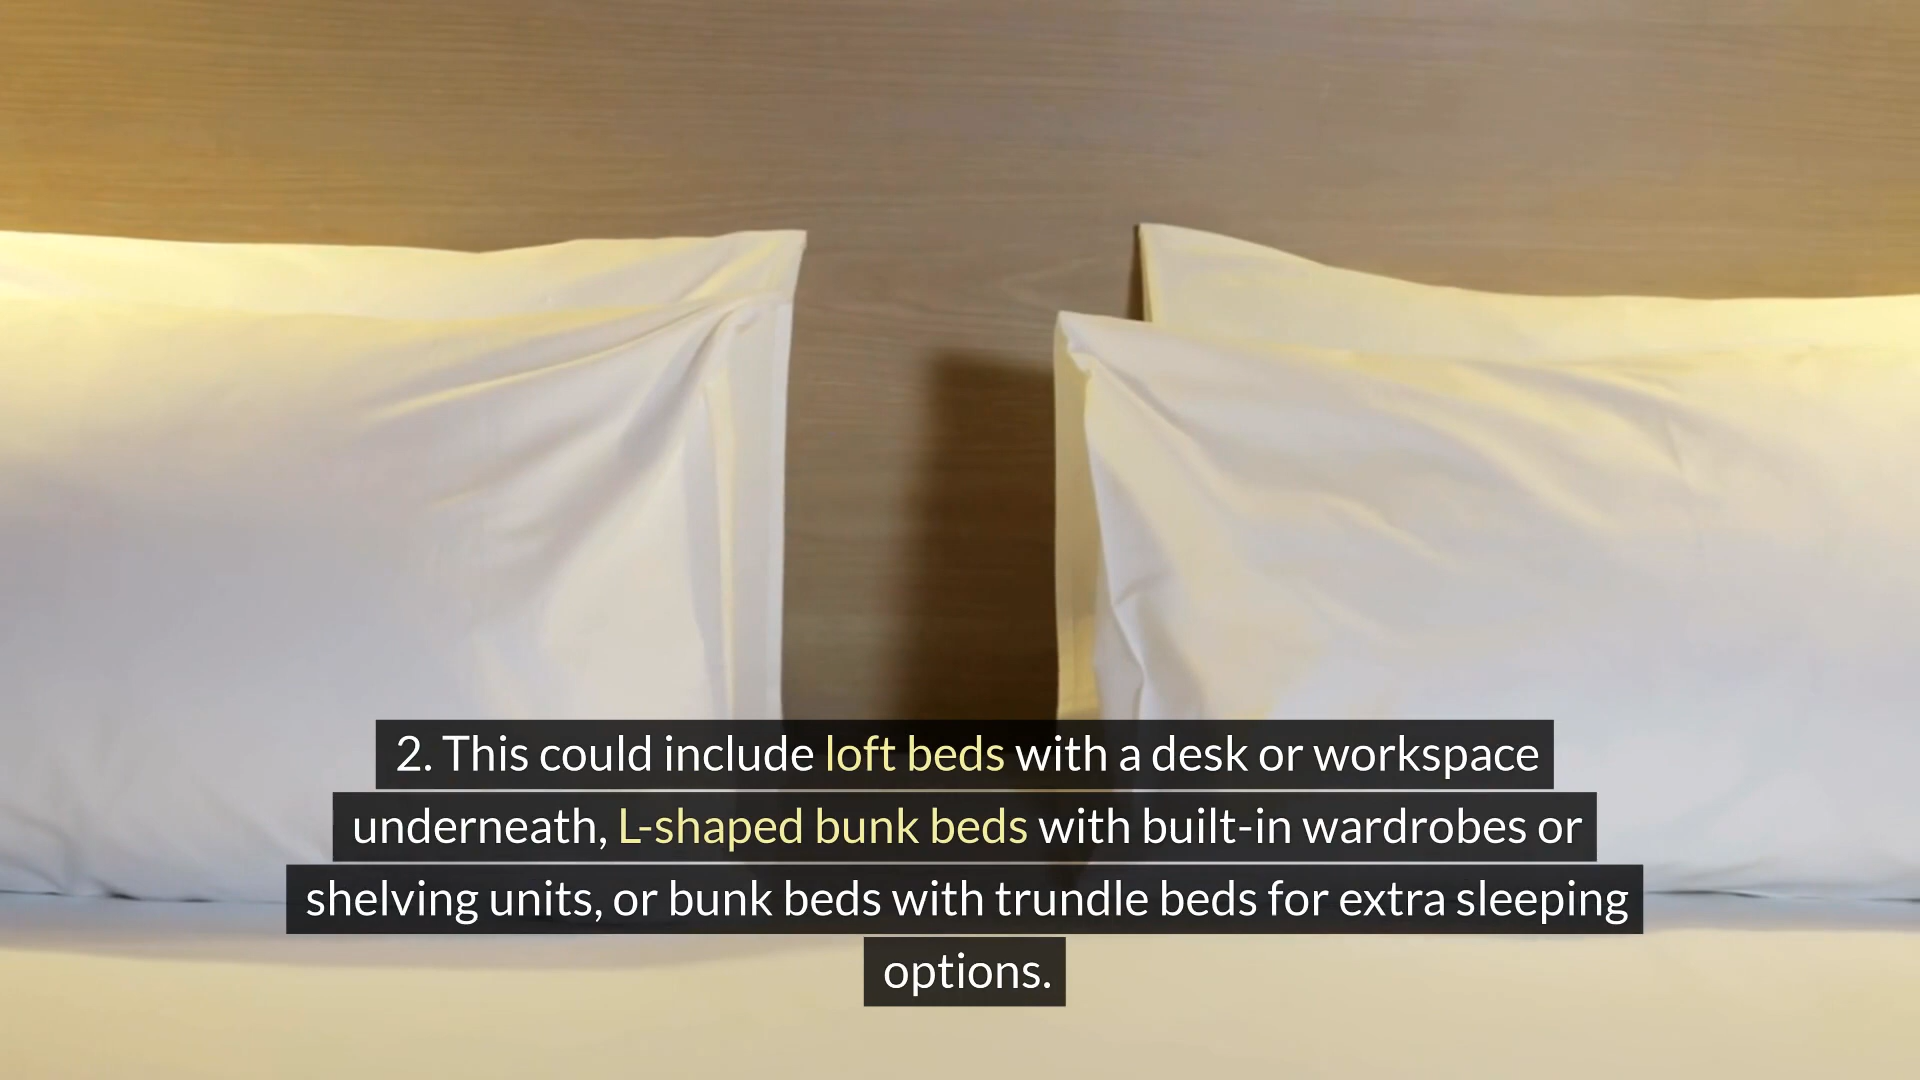 2. This could include loft beds with a desk or workspace
underneath, L-shaped bunk beds with built-in wardrobes or
shelving units, or bunk beds with trundle beds for extra sleeping
options.